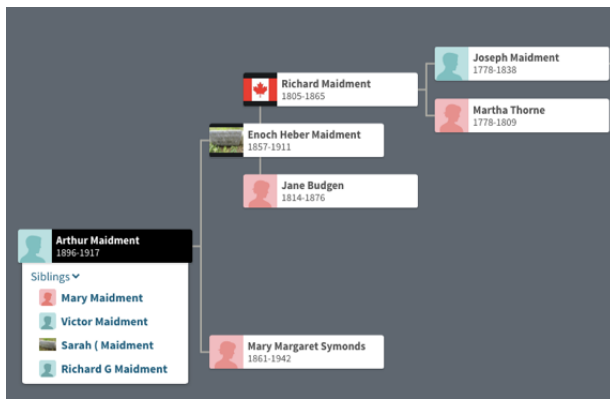 Joseph Maidment
1778-1838
Richard Maidment
1805-1865
Martha Thorne
1778-1809
Enoch Heber Maidment
1857-1911
Jane Budgen
1814-1876
Arthur Maidment
1896-1917
Siblings
Mary Maidment
Victor Maidment
Sarah ( Maidment
Richard G Maidment
Mary Margaret Symonds
1861-1942